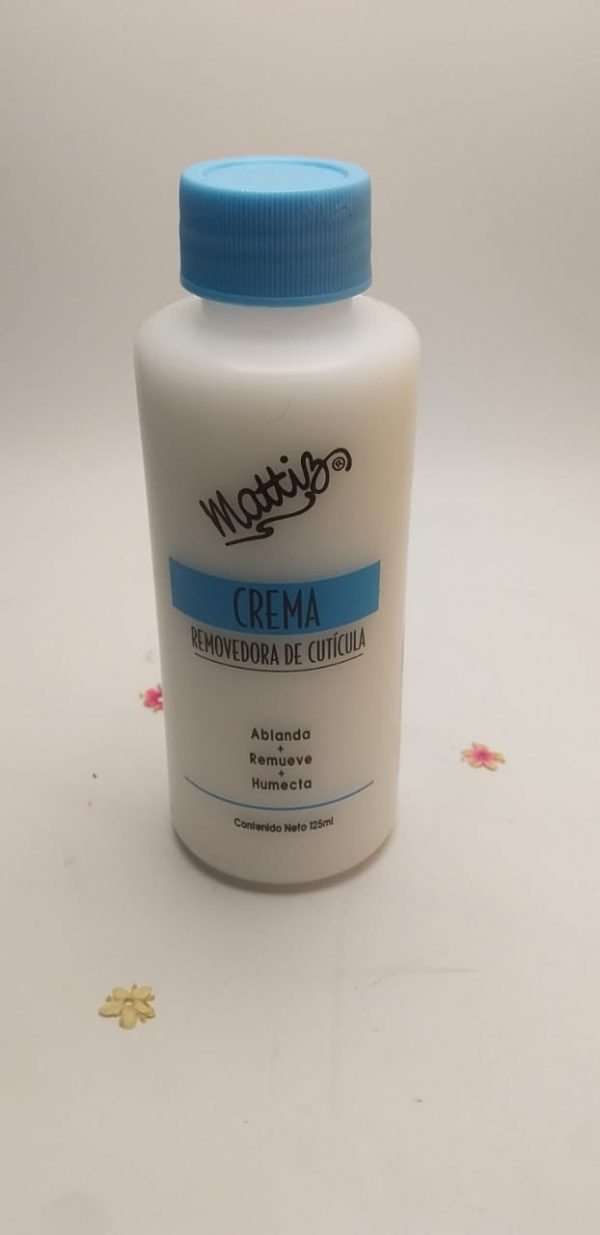 Mattiz®
CREMA
REMOVEDORA DE CUTÍCULA
Ablanda
+
Remueve
+
Humecta
Contenido Neto 125ml